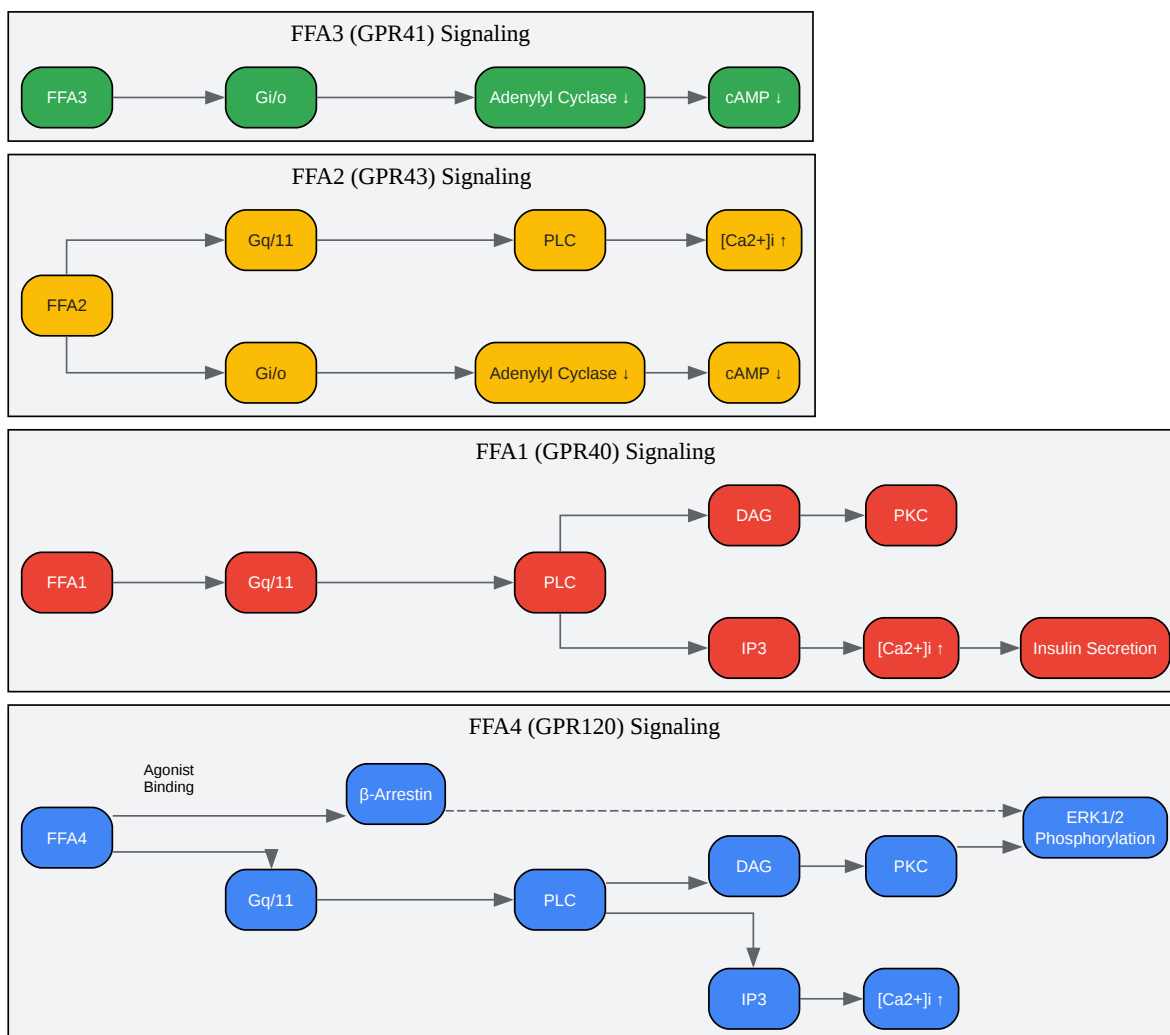 FFA3 (GPR41) Signaling
FFA3
Gi/o
Adenylyl Cyclase ↓
cAMP ↓
FFA2 (GPR43) Signaling
Gq/11
PLC
[Ca2+]i ↑
FFA2
Gi/o
Adenylyl Cyclase ↓
cAMP ↓
FFA1 (GPR40) Signaling
DAG
PKC
FFA1
Gq/11
PLC
IP3
[Ca2+]i ↑
Insulin Secretion
FFA4 (GPR120) Signaling
Agonist
Binding
β-Arrestin
FFA4
ERK1/2
Phosphorylation
DAG
PKC
Gq/11
PLC
IP3
[Ca2+]i ↑